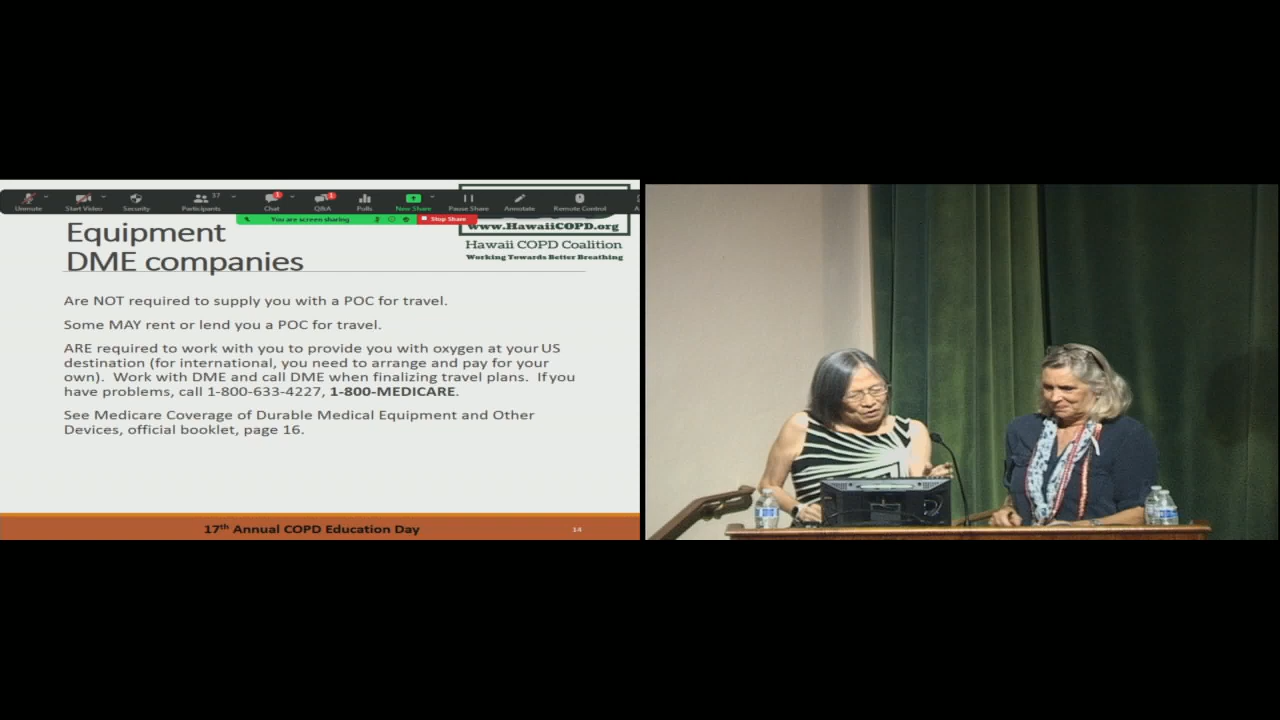 Unmute
Start Video
Security
Participants
37
Chat
Q&A
Polls
New Share
Pause Share
Annotate
Remote Control
You are screen sharing
Stop Share
www.HawaiiCOPD.org
Hawaii COPD Coalition
Working Towards Better Breathing
Equipment
DME companies
Are NOT required to supply you with a POC for travel.
Some MAY rent or lend you a POC for travel.
ARE required to work with you to provide you with oxygen at your US
destination (for international, you need to arrange and pay for your
own). Work with DME and call DME when finalizing travel plans. If you
have problems, call 1-800-633-4227, 1-800-MEDICARE.
See Medicare Coverage of Durable Medical Equipment and Other
Devices, official booklet, page 16.
17th Annual COPD Education Day
14